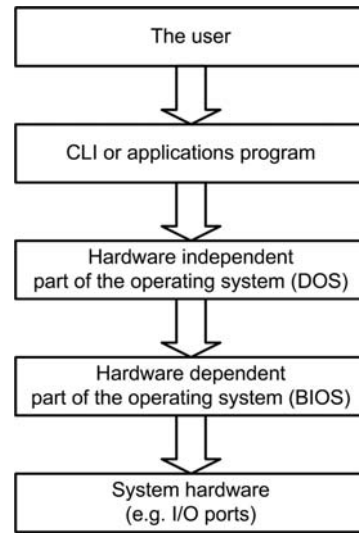 The user
CLI or applications program
Hardware independent
part of the operating system (DOS)
Hardware dependent
part of the operating system (BIOS)
System hardware
(e.g. I/O ports)